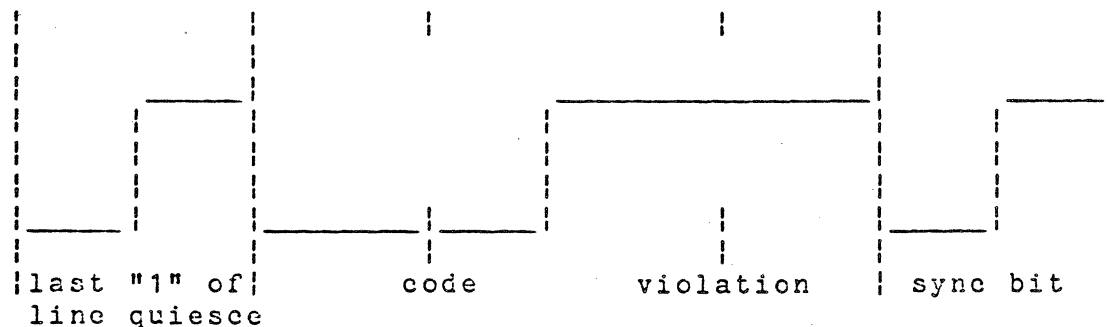 last "1" of code violation sync bit
line quiesce